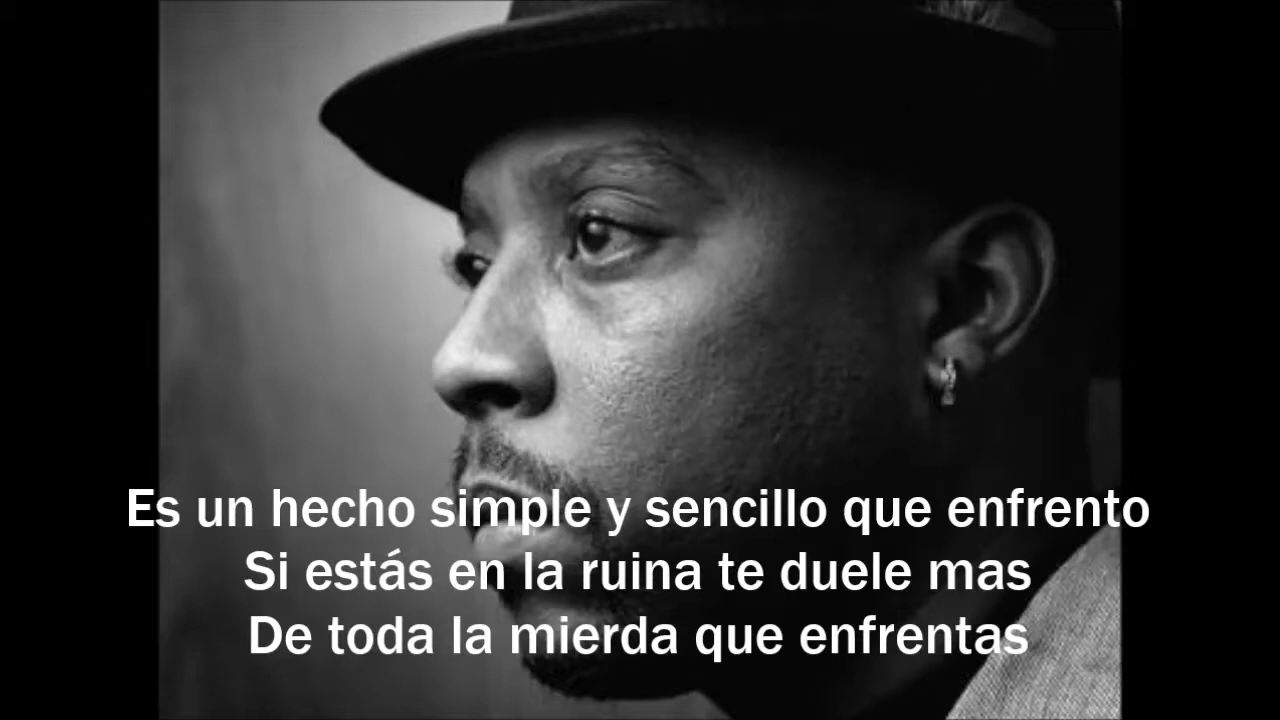 Es un hecho simple y sencillo que enfrento
Si estás en la ruina te duele mas
De toda la mierda que enfrentas